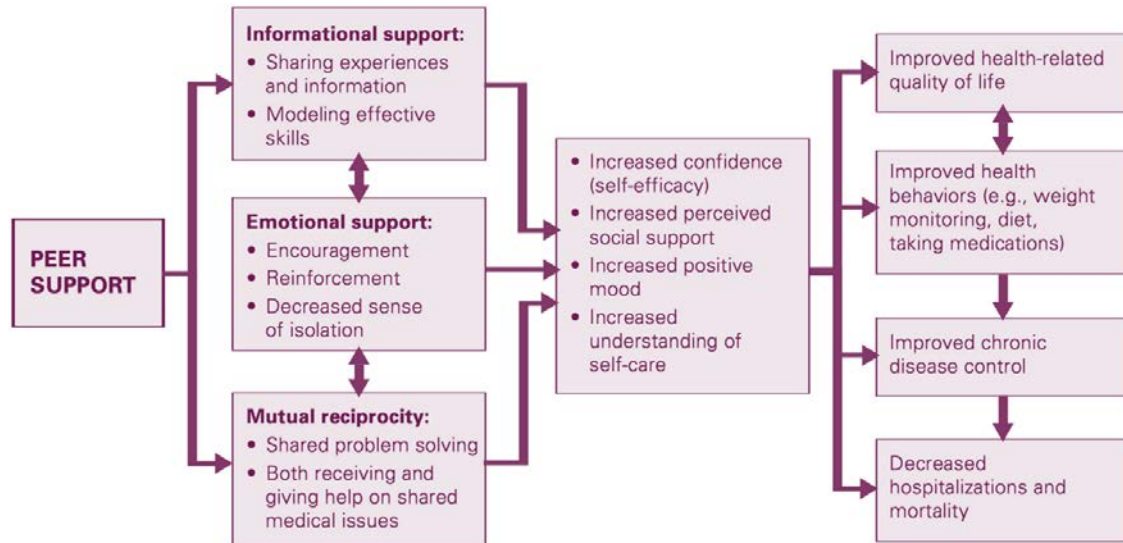 PEER
SUPPORT
Informational support:
• Sharing experiences
and information
• Modeling effective
skills
Emotional support:
• Encouragement
• Reinforcement
• Decreased sense
of isolation
Mutual reciprocity:
• Shared problem solving
• Both receiving and
giving help on shared
medical issues
• Increased confidence
(self-efficacy)
• Increased perceived
social support
• Increased positive
mood
• Increased
understanding of
self-care
Improved health-related
quality of life
Improved health
behaviors (e.g., weight
monitoring, diet,
taking medications)
Improved chronic
disease control
Decreased
hospitalizations and
mortality